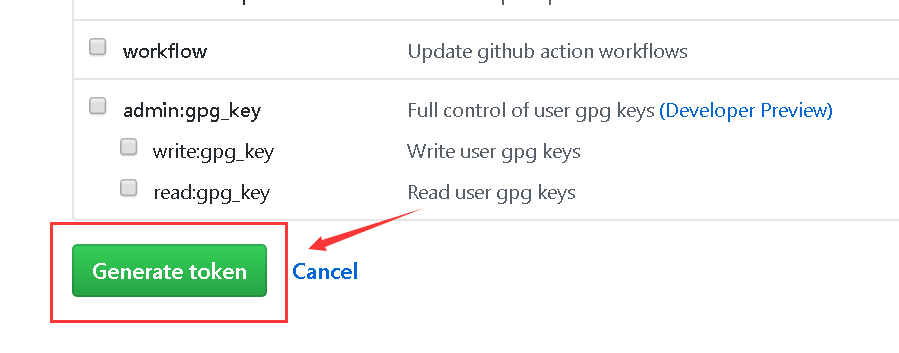 workflow Update github action workflows
admin:gpg_key Full control of user gpg keys (Developer Preview)
write:gpg_key Write user gpg keys
read:gpg_key Read user gpg keys
Generate token Cancel